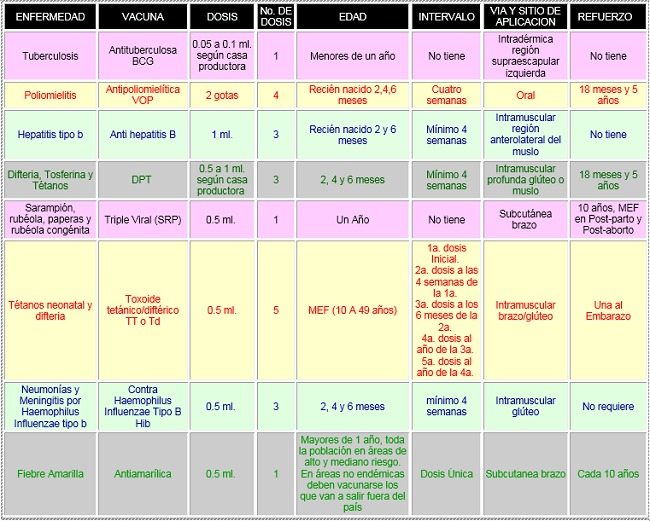 ENFERMEDAD VACUNA DOSIS No. DE DOSIS EDAD INTERVALO VIA Y SITIO DE APLICACION REFUERZO
Tuberculosis
Antituberculosa
BCG
0.05 a 0.1 ml.
según casa
productora
1
Menores de un año
No tiene
Intradérmica
región
supraescapular
izquierda
No tiene
Poliomielitis
Antipoliomielítica
VOP
2 gotas
4
Recién nacido 2,4,6
meses
Cuatro
semanas
Oral
18 meses y 5
años
Hepatitis tipo b
Anti hepatitis B
1 ml.
3
Recién nacido 2 y 6
meses
Mínimo 4
semanas
Intramuscular
región
anterolateral del
muslo
No tiene
Difteria, Tosferina y
Tétanos
DPT
0.5 a 1 ml.
según casa
productora
3
2, 4 y 6 meses
Mínimo 4
semanas
Intramuscular
profunda glúteo o
muslo
18 meses y 5
años
Sarampión,
rubéola, paperas y
rubéola congénita
Triple Viral (SRP)
0.5 ml.
1
Un Año
No tiene
Subcutánea
brazo
10 años, MEF
en Post-parto y
Post-aborto
Tétanos neonatal y
difteria
Toxoide
tetánico/diftérico
TT o Td
0.5 ml.
5
MEF (10 A 49 años)
1a. dosis
Inicial.
2a. dosis a las
4 semanas de
la 1a.
3a. dosis a los
6 meses de la
2a.
4a. dosis al
año de la 3a.
5a. dosis al
año de la 4a.
Intramuscular
brazo/glúteo
Una al
Embarazo
Neumonías y
Meningitis por
Haemophilus
Influenzae tipo b
Contra
Haemophilus
Influenzae Tipo B
Hib
0.5 ml.
3
2, 4 y 6 meses
mínimo 4
semanas
Intramuscular
glúteo
No requiere
Fiebre Amarilla
Antiamarílica
0.5 ml.
1
Mayores de 1 año, toda
la población en áreas de
alto y mediano riesgo.
En áreas no endémicas
deben vacunarse los
que van a salir fuera del
país
Dosis Única
Subcutanea brazo
Cada 10 años